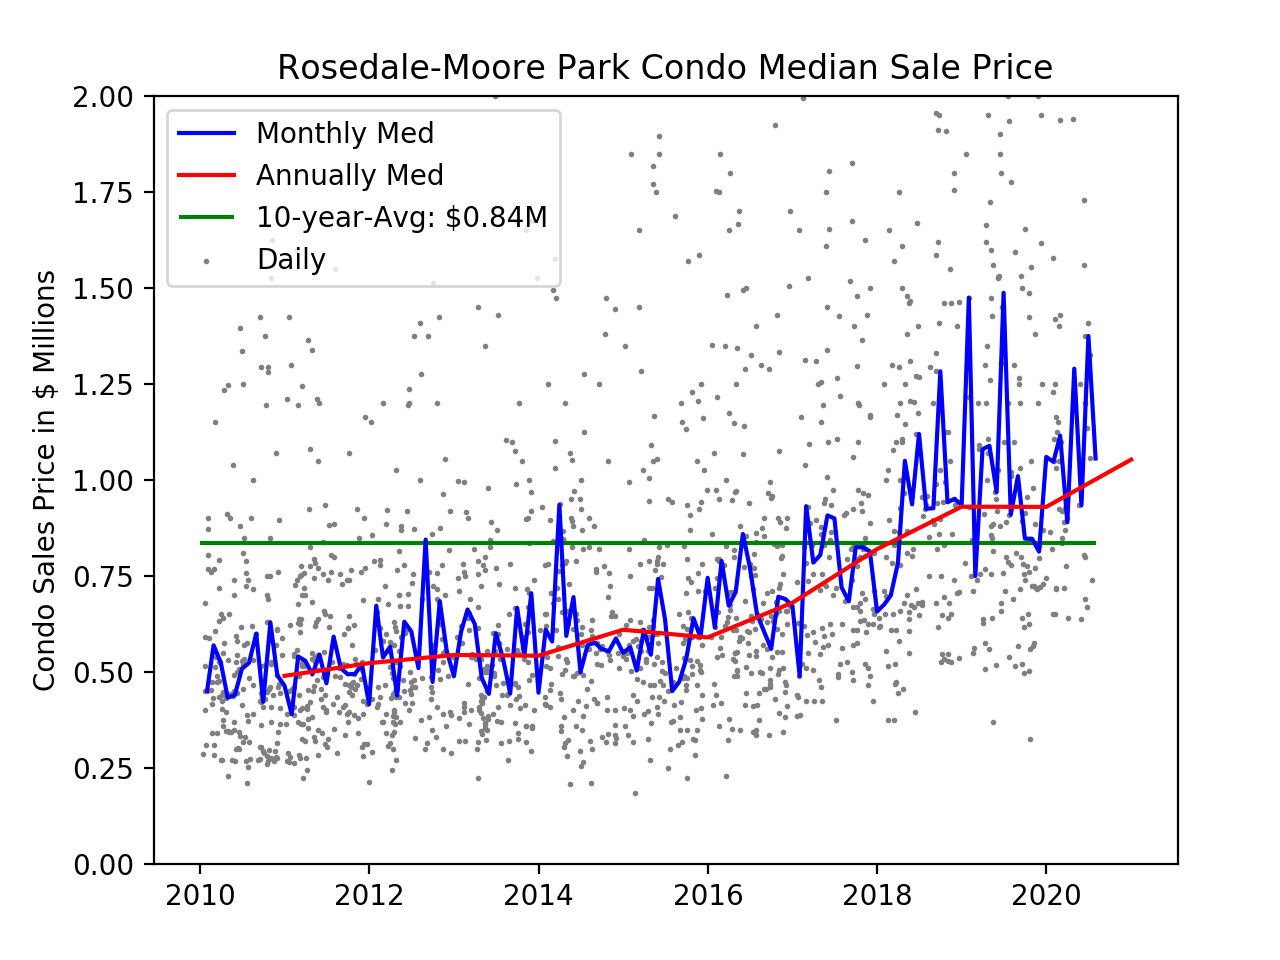 Rosedale-Moore Park Condo Median Sale Price
Condo Sales Price in $ Millions
2.00
1.75
1.50
1.25
1.00
0.75
0.50
0.25
0.00
Monthly Med
Annually Med
10-year-Avg: $0.84M
Daily
2010 2012 2014 2016 2018 2020